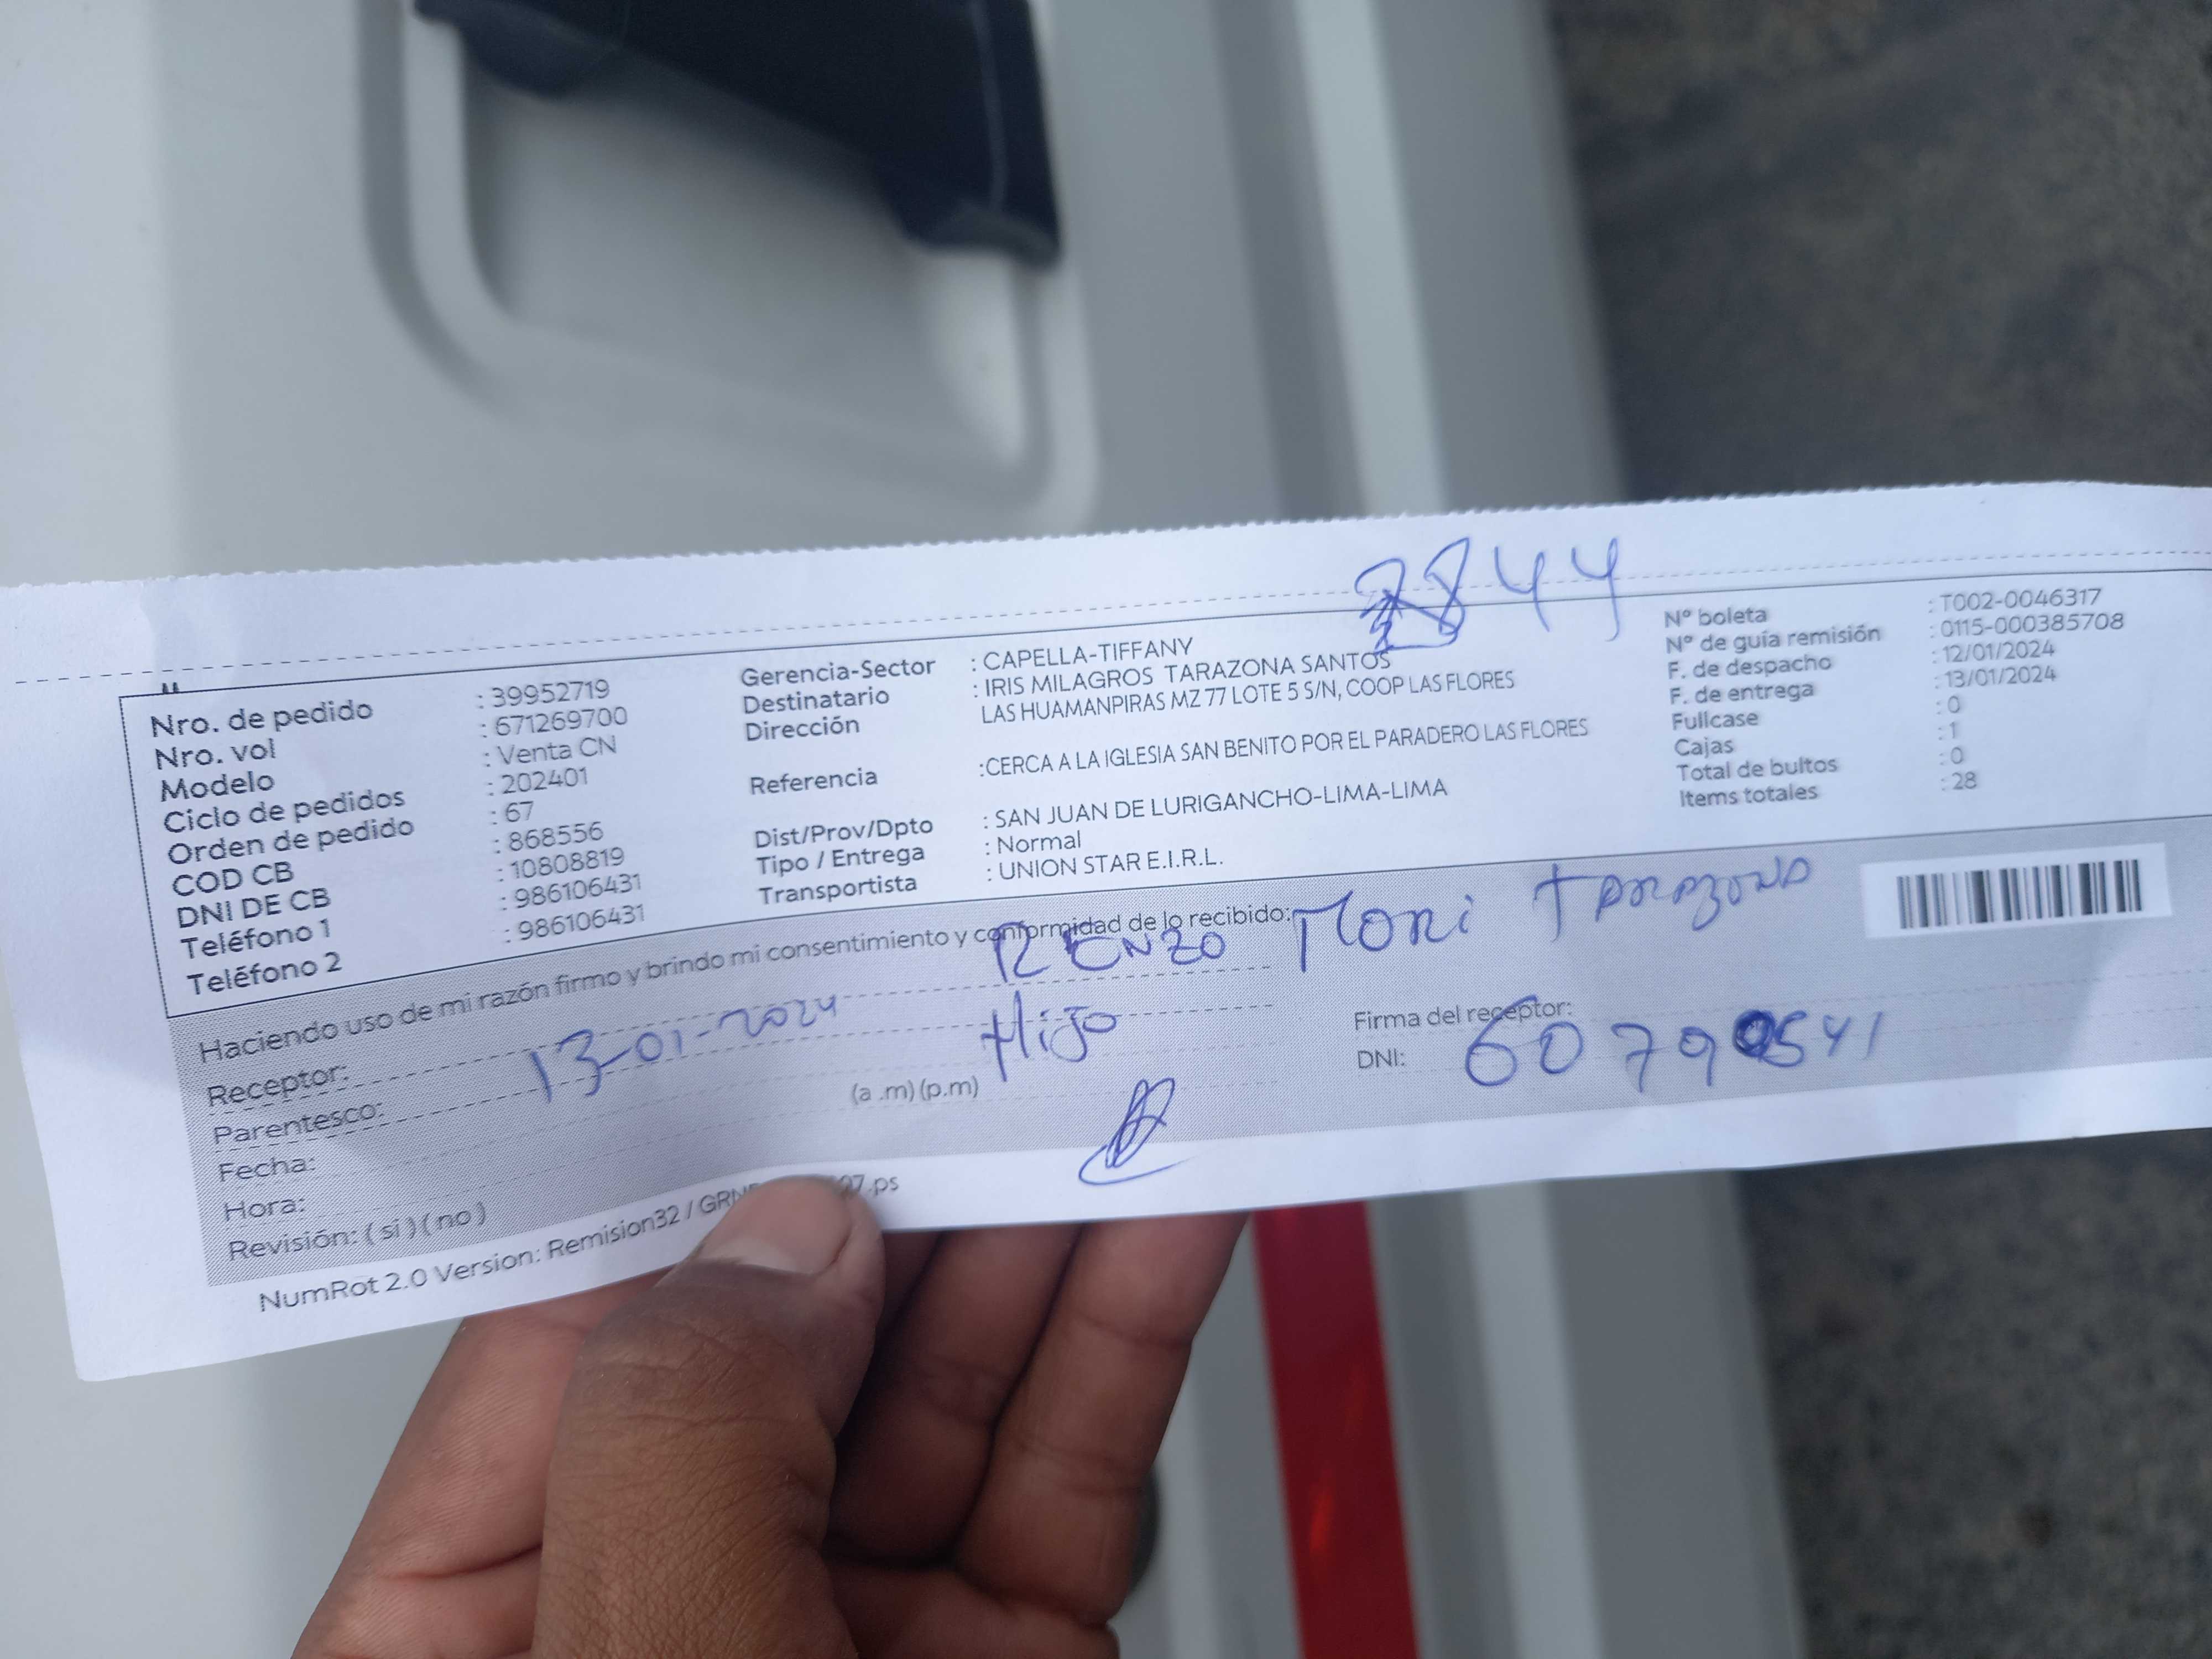 2844
Nro. de pedido : 39952719
Nro. vol : 671269700
Modelo : Venta CN
Ciclo de pedidos : 202401
Orden de pedido : 67
COD CB : 868556
DNI DE CB : 10808819
Teléfono 1 : 986106431
Teléfono 2 : 986106431
Gerencia-Sector : CAPELLA-TIFFANY
Destinatario : IRIS MILAGROS TARAZONA SANTOS
Dirección LAS HUAMANPIRAS MZ 77 LOTE 5 S/N, COOP LAS FLORES
Referencia :CERCA A LA IGLESIA SAN BENITO POR EL PARADERO LAS FLORES
Dist/Prov/Dpto : SAN JUAN DE LURIGANCHO-LIMA-LIMA
Tipo / Entrega : Normal
Transportista : UNION STAR E.I.R.L.
Nº boleta : T002-0046317
Nº de guía remisión : 0115-000385708
F. de despacho : 12/01/2024
F. de entrega : 13/01/2024
Fullcase : 0
Cajas : 1
Total de bultos : 0
Items totales : 28
Haciendo uso de mi razón firmo y brindo mi consentimiento y conformidad de lo recibido:
RENZO MORI TARAZONA
Receptor:
13-01-2024 Hijo
Firma del receptor:
Parentesco:
DNI: 60790541
Fecha:
Hora: (a .m) (p.m)
Revisión: ( si ) ( no )
NumRot 2.0 Version: Remision32 / .ps